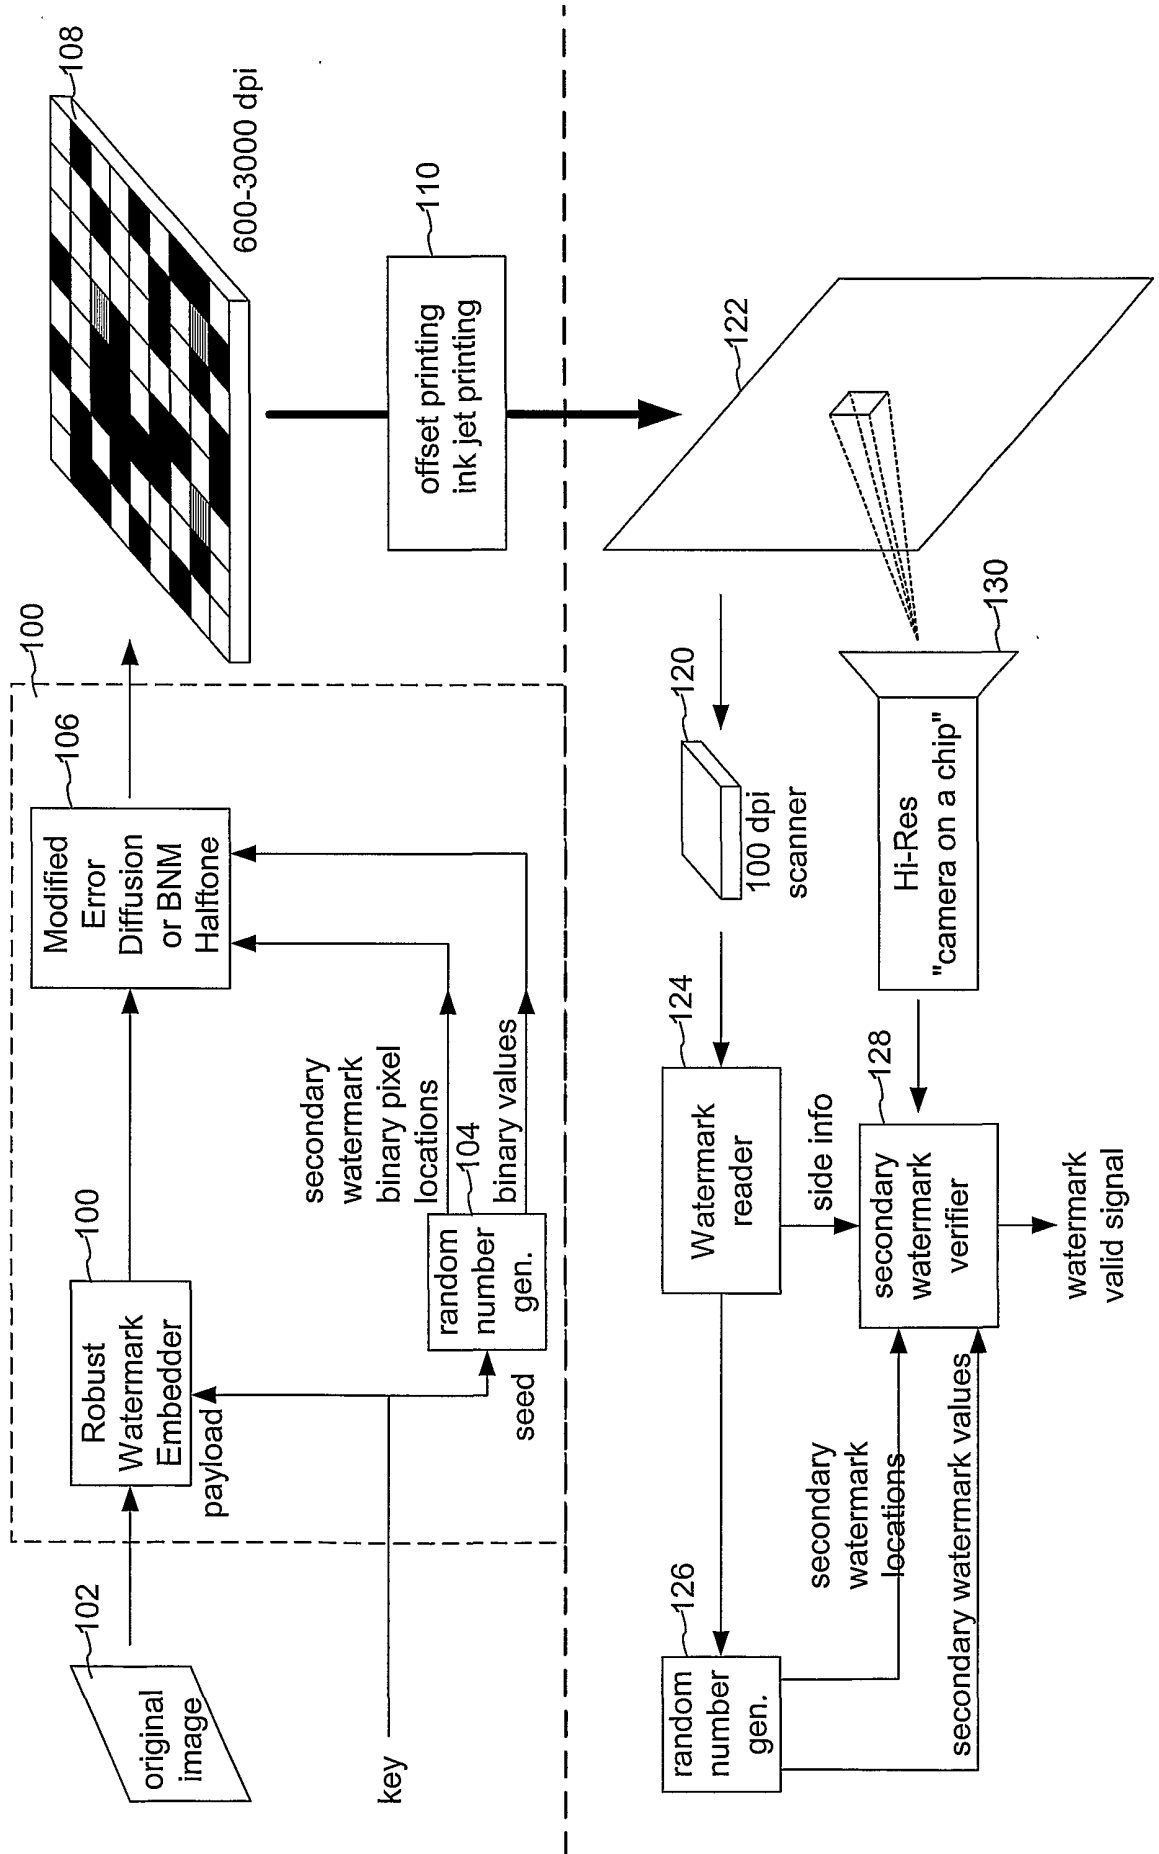 original
image
102
key
Robust
Watermark
Embedder
100
payload
seed
random
number
gen.
104
secondary
watermark
binary pixel
locations
binary values
Modified
Error
Diffusion
or BNM
Halftone
106
100
108
600-3000 dpi
offset printing
ink jet printing
110
122
120
100 dpi
scanner
Hi-Res
"camera on a chip"
130
Watermark
reader
124
side info
secondary
watermark
verifier
128
watermark
valid signal
random
number
gen.
126
secondary
watermark
locations
secondary watermark values